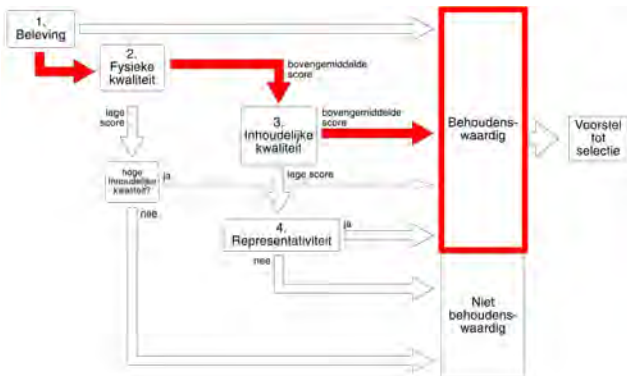 1.
Beleving
2.
Fysieke
kwaliteit
bovengemiddelde
score
lage
score
3.
Inhoudelijke
kwaliteit
bovengemiddelde
score
Behoudens-
waardig
Voorstel
tot
selectie
hoge
inhoudelijke
kwaliteit?
ja
lage score
nee
4.
Representativiteit
ja
nee
Niet
behoudens-
waardig